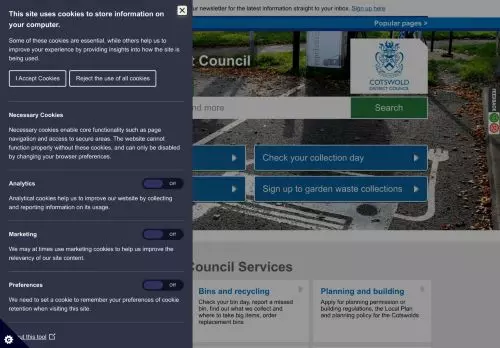 This site uses cookies to store information on
your computer.
Some of these cookies are essential, while others help us to
improve your experience by providing insights into how the site is
being used.
I Accept Cookies
Reject the use of all cookies
Necessary Cookies
Necessary cookies enable core functionality such as page
navigation and access to secure areas. The website cannot
function properly without these cookies, and can only be disabled
by changing your browser preferences.
Analytics
Off
Analytical cookies help us to improve our website by collecting
and reporting information on its usage.
Marketing
Off
We may at times use marketing cookies to help us improve the
relevancy of our site content.
Preferences
Off
We need to set a cookie to remember your preferences of cookie
retention when visiting this site.
this tool
newsletter for the latest information straight to your inbox. Sign up here
Popular pages >
Council
COTSWOLD
DISTRICT COUNCIL
and more
Search
Check your collection day
Sign up to garden waste collections
FEEDBACK
Council Services
Bins and recycling
Check your bin day, report a missed
bin, find out what we collect and
where to take big items, order
replacement bins
Planning and building
Apply for planning permission or
building regulations, the Local Plan
and planning policy for the Cotswolds